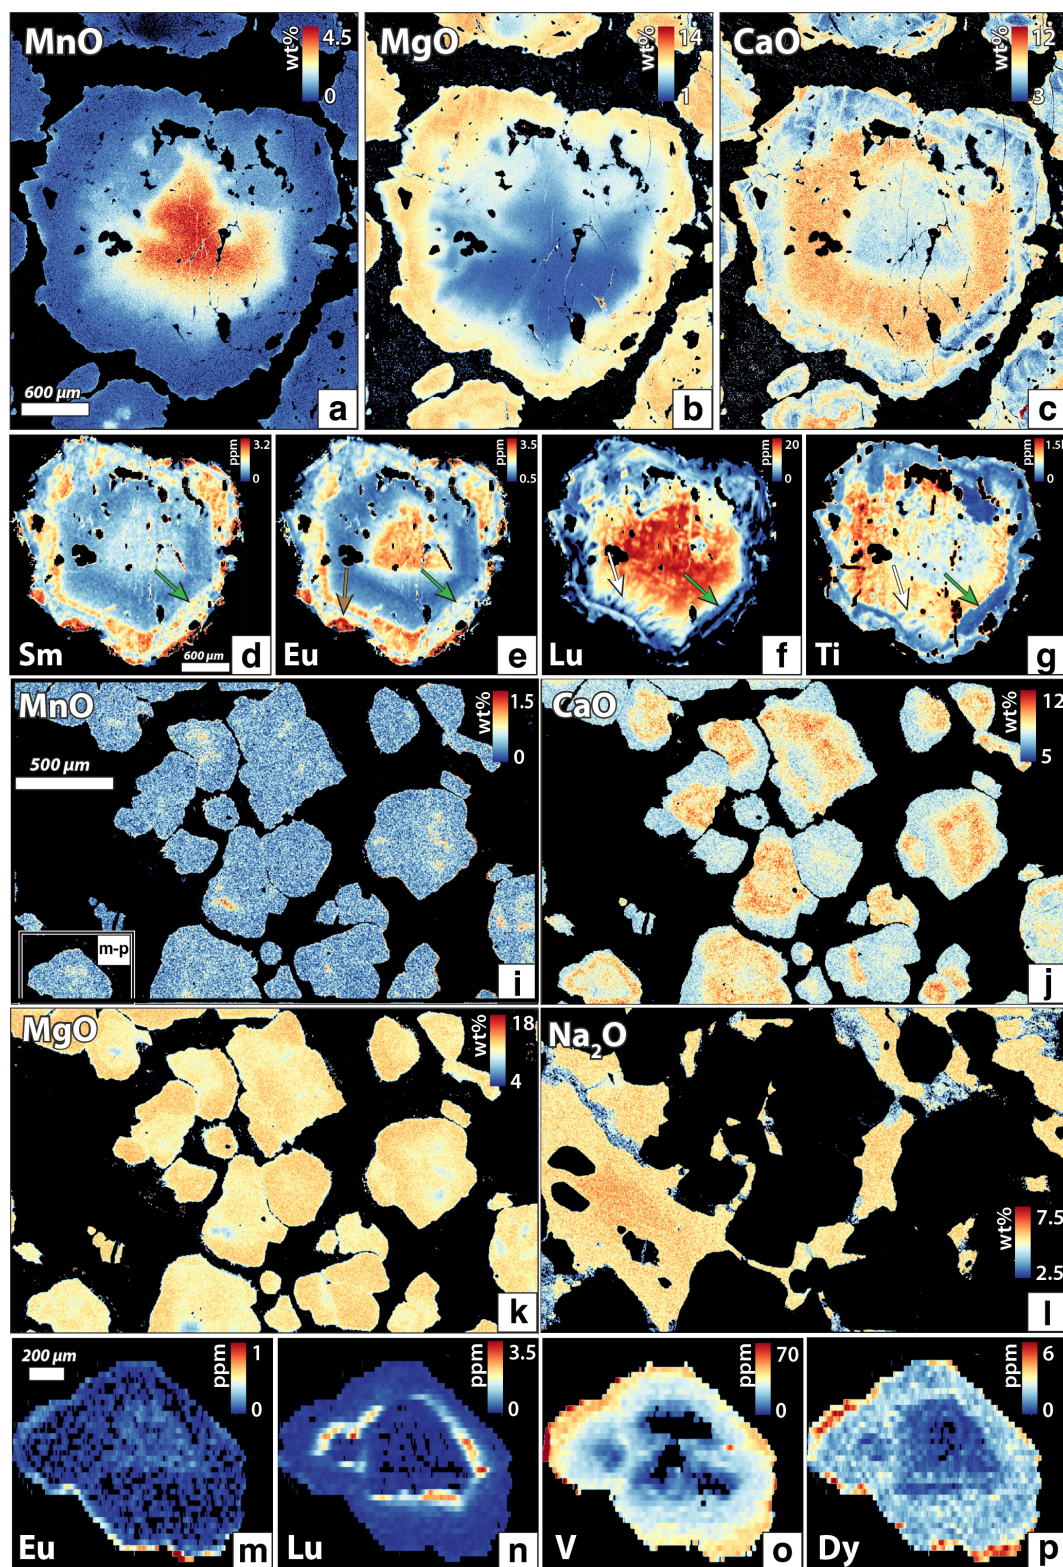 MnO
wt%
4.5
0
600 µm
a
MgO
wt%
14
1
b
CaO
wt%
12
3
c
Sm
ppm
3.2
0
600 µm
d
Eu
ppm
3.5
0.5
e
Lu
ppm
20
0
f
Ti
ppm
0
g
MnO
wt%
1.5
0
500 µm
m-p
i
CaO
wt%
12
5
j
MgO
wt%
18
4
k
Na₂O
wt%
7.5
2.5
l
200 µm
ppm
1
0
Eu
m
ppm
3.5
0
Lu
n
ppm
70
0
V
o
ppm
6
0
Dy
p